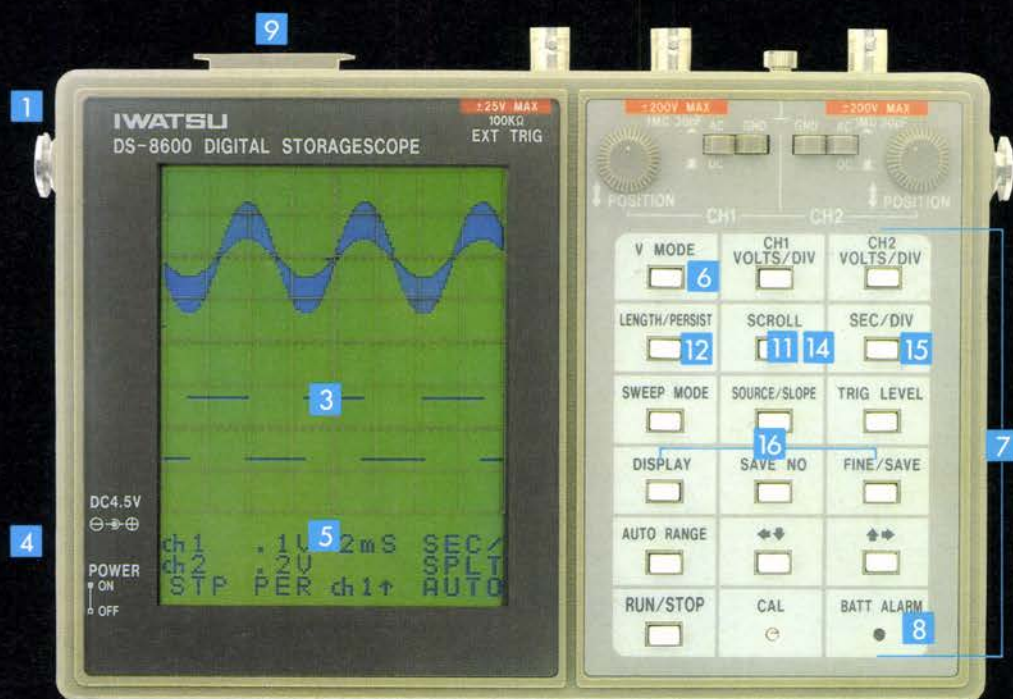 9
1
IWATSU
DS-8600 DIGITAL STORAGESCOPE
±25V MAX
100KΩ
EXT TRIG
±200V MAX
±200V MAX
AC GND
DC
GND AC
DC
POSITION
POSITION
CH1 CH2
V MODE
6
CH1
VOLTS/DIV
CH2
VOLTS/DIV
LENGTH/PERSIST
12
SCROLL
11 14
SEC/DIV
15
3
SWEEP MODE
SOURCE/SLOPE
TRIG LEVEL
16
7
DISPLAY
SAVE NO
FINE/SAVE
DC4.5V
4
POWER
ON
OFF
5
ch1 .1V 2mS SEC/
ch2 .2V SPLT
STP PER ch1↑ AUTO
AUTO RANGE
RUN/STOP
CAL
BATT ALARM
8